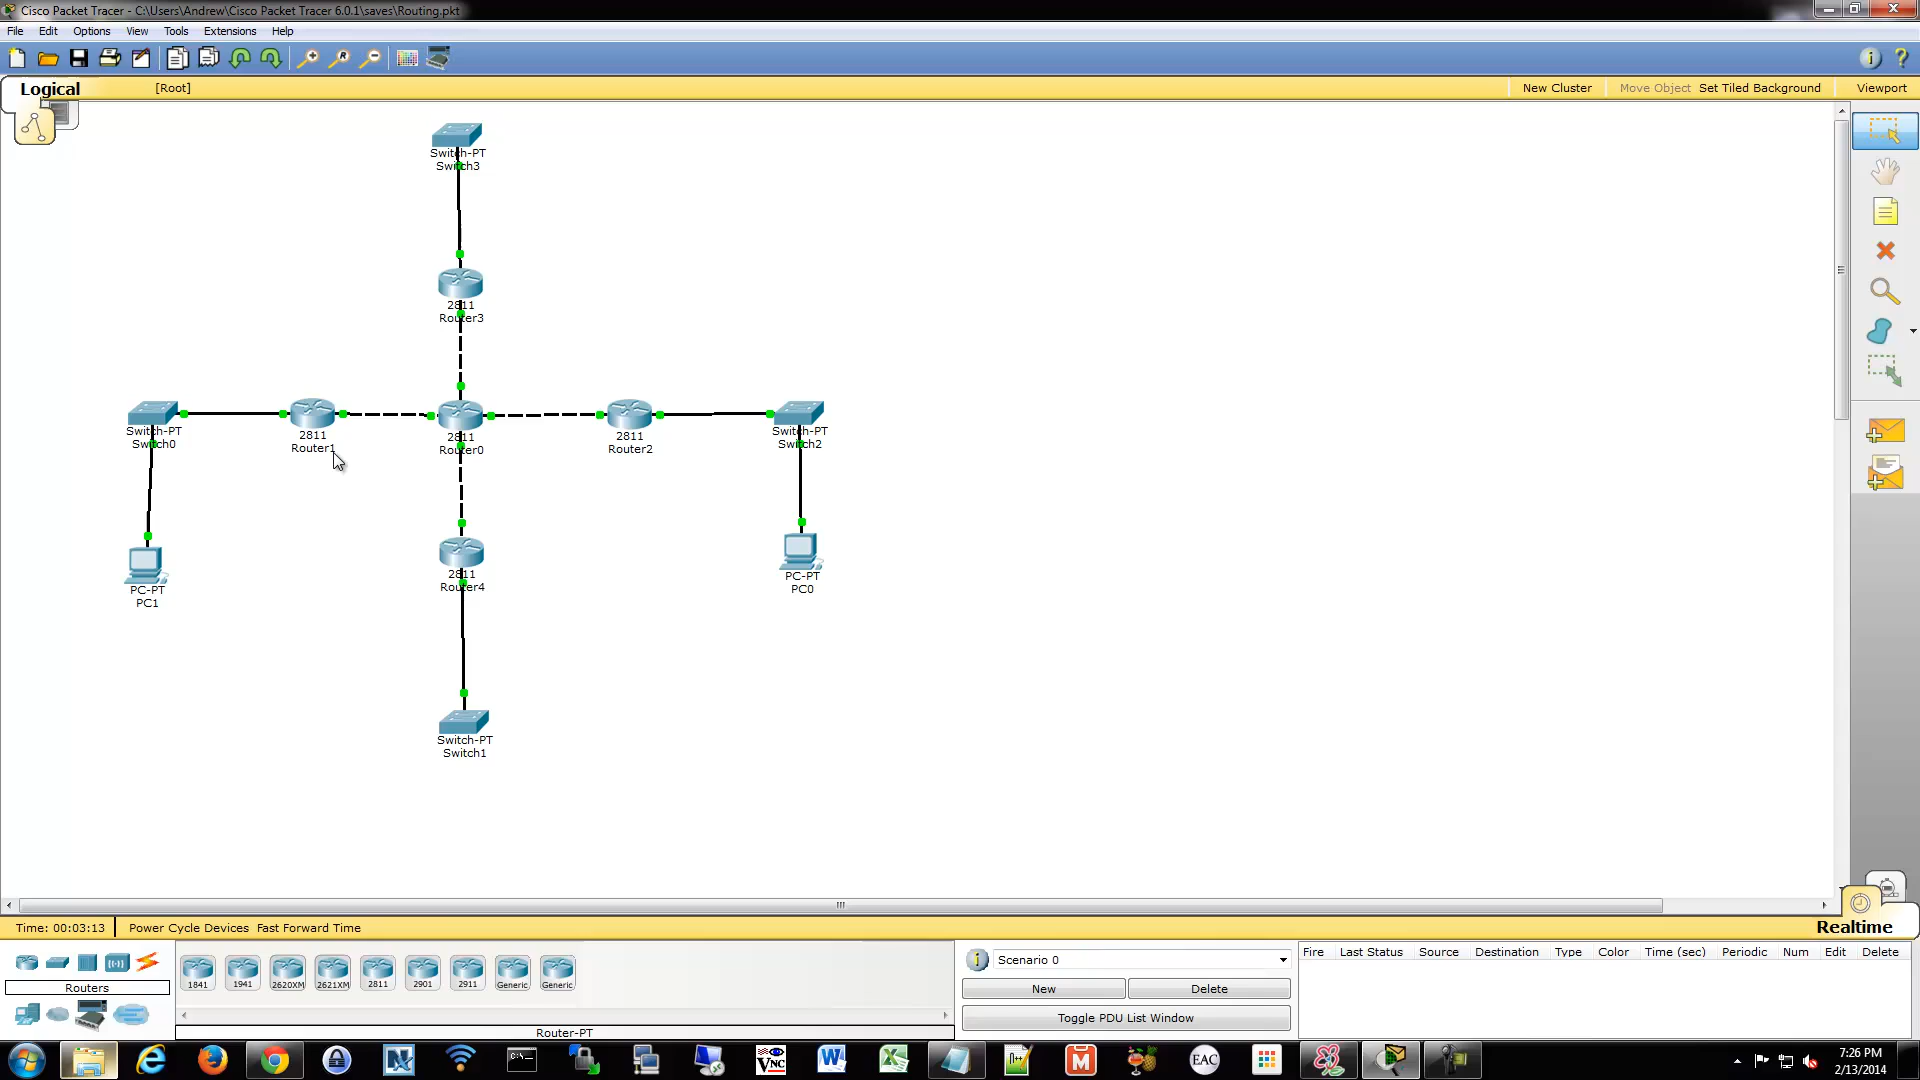 Cisco Packet Tracer - C:\Users\Andrew\Cisco Packet Tracer 6.0.1\saves\Routing.pkt
File Edit Options View Tools Extensions Help
Logical [Root] New Cluster Move Object Set Tiled Background Viewport
Switch-PT
Switch3
2811
Router3
Switch-PT
Switch0
2811
Router1
2811
Router0
2811
Router2
Switch-PT
Switch2
PC-PT
PC1
2811
Router4
PC-PT
PC0
Switch-PT
Switch1
Time: 00:03:13 Power Cycle Devices Fast Forward Time Realtime
Routers
1841 1941 2620XM 2621XM 2811 2901 2911 Generic Generic
Router-PT
Scenario 0
New Delete
Toggle PDU List Window
Fire Last Status Source Destination Type Color Time (sec) Periodic Num Edit Delete
C:\_
VNC
EAC
7:26 PM
2/13/2014